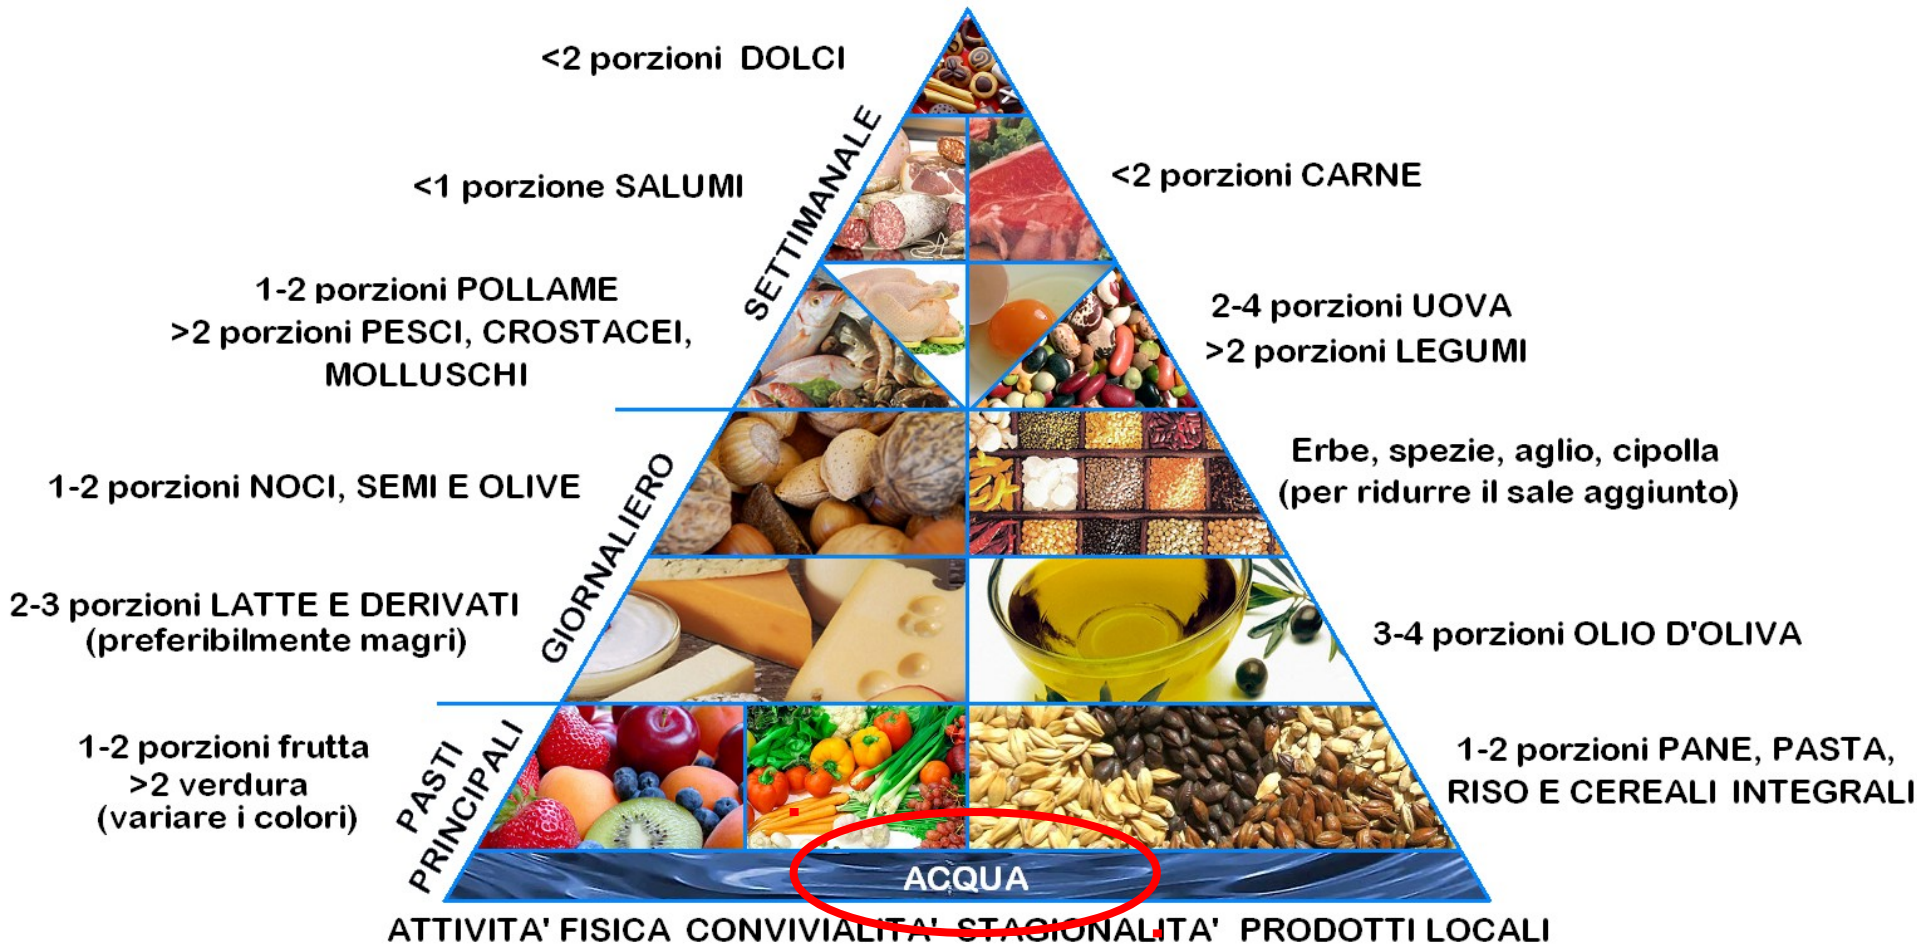 <2 porzioni DOLCI
SETTIMANALE
<1 porzione SALUMI
<2 porzioni CARNE
1-2 porzioni POLLAME
>2 porzioni PESCI, CROSTACEI,
MOLLUSCHI
2-4 porzioni UOVA
>2 porzioni LEGUMI
GIORNALIERO
1-2 porzioni NOCI, SEMI E OLIVE
Erbe, spezie, aglio, cipolla
(per ridurre il sale aggiunto)
2-3 porzioni LATTE E DERIVATI
(preferibilmente magri)
3-4 porzioni OLIO D'OLIVA
PASTI
PRINCIPALI
1-2 porzioni frutta
>2 verdura
(variare i colori)
1-2 porzioni PANE, PASTA,
RISO E CEREALI INTEGRALI
ACQUA
ATTIVITA' FISICA CONVIVIALITA' STAGIONALITA' PRODOTTI LOCALI